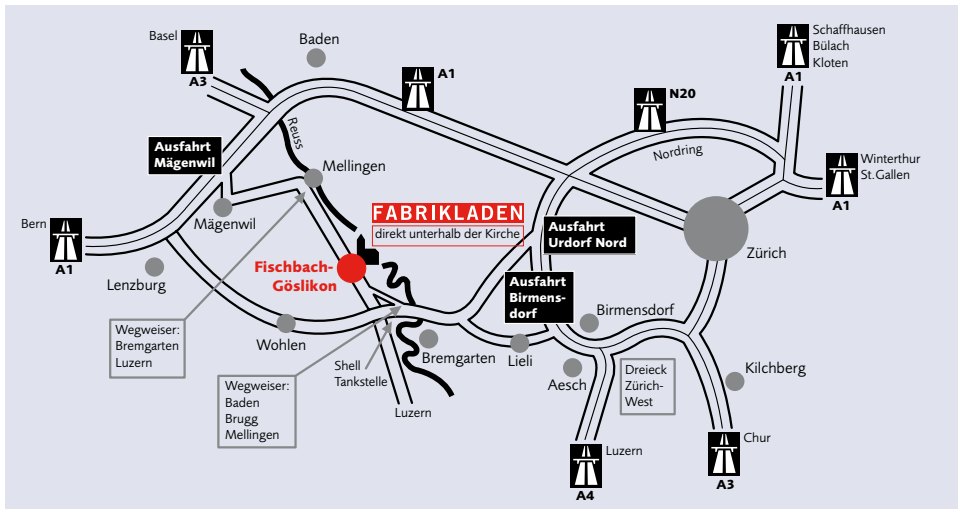 Basel
A3
Baden
A1
N20
Schaffhausen
Bülach
Kloten
A1
Nordring
Winterthur
St.Gallen
A1
Reuss
Ausfahrt
Mägenwil
Mellingen
Mägenwil
Bern
A1
FABRIKLADEN
direkt unterhalb der Kirche
Ausfahrt
Urdorf Nord
Zürich
Fischbach-
Göslikon
Lenzburg
Ausfahrt
Birmens-
dorf
Birmensdorf
Wegweiser:
Bremgarten
Luzern
Wohlen
Bremgarten
Lieli
Shell
Tankstelle
Aesch
Dreieck
Zürich-
West
Kilchberg
Wegweiser:
Baden
Brugg
Mellingen
Luzern
Luzern
A4
Chur
A3